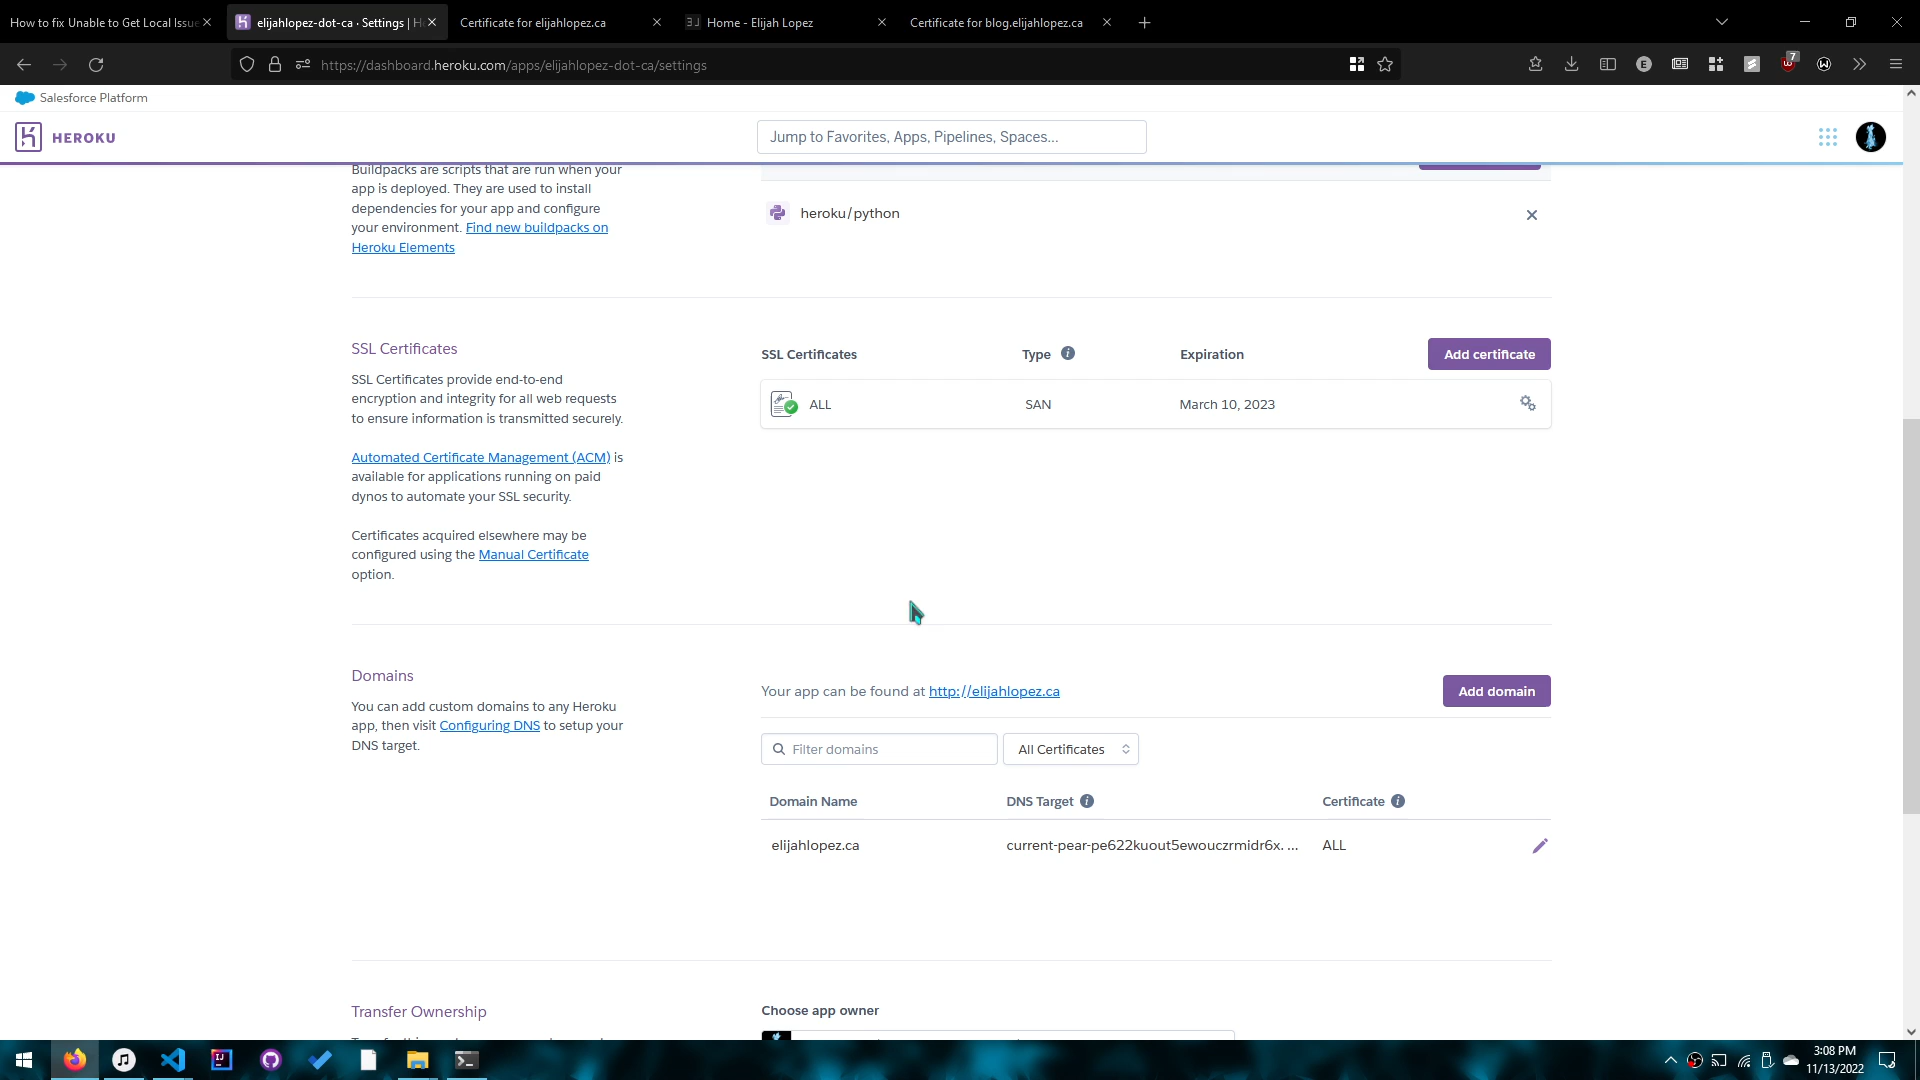 How to fix Unable to Get Local Issue
elijahlopez-dot-ca · Settings | H
Certificate for elijahlopez.ca
Home - Elijah Lopez
Certificate for blog.elijahlopez.ca
https://dashboard.heroku.com/apps/elijahlopez-dot-ca/settings
7
Salesforce Platform
HEROKU
Jump to Favorites, Apps, Pipelines, Spaces...
Buildpacks are scripts that are run when your
app is deployed. They are used to install
dependencies for your app and configure
your environment. Find new buildpacks on
Heroku Elements
heroku/python
SSL Certificates
SSL Certificates provide end-to-end
encryption and integrity for all web requests
to ensure information is transmitted securely.
Automated Certificate Management (ACM) is
available for applications running on paid
dynos to automate your SSL security.
Certificates acquired elsewhere may be
configured using the Manual Certificate
option.
SSL Certificates
Type
Expiration
Add certificate
ALL
SAN
March 10, 2023
Domains
You can add custom domains to any Heroku
app, then visit Configuring DNS to setup your
DNS target.
Your app can be found at http://elijahlopez.ca
Add domain
Filter domains
All Certificates
Domain Name
DNS Target
Certificate
elijahlopez.ca
current-pear-pe622kuout5ewouczrmidr6x. ...
ALL
Transfer Ownership
Choose app owner
3:08 PM
11/13/2022